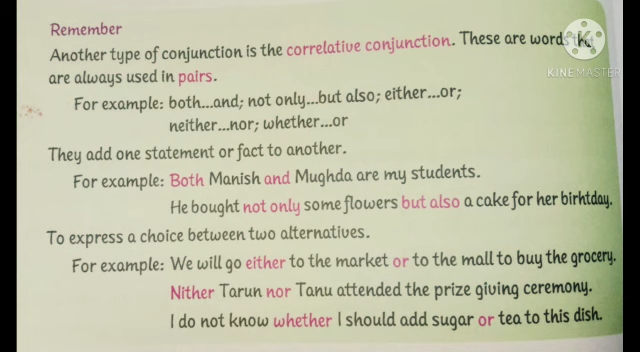 Remember
Another type of conjunction is the correlative conjunction. These are words that
are always used in pairs.
For example: both...and; not only...but also; either...or;
neither...nor; whether...or
They add one statement or fact to another.
For example: Both Manish and Mughda are my students.
He bought not only some flowers but also a cake for her birhtday.
To express a choice between two alternatives.
For example: We will go either to the market or to the mall to buy the grocery.
Nither Tarun nor Tanu attended the prize giving ceremony.
I do not know whether I should add sugar or tea to this dish.
K
KINEMASTER